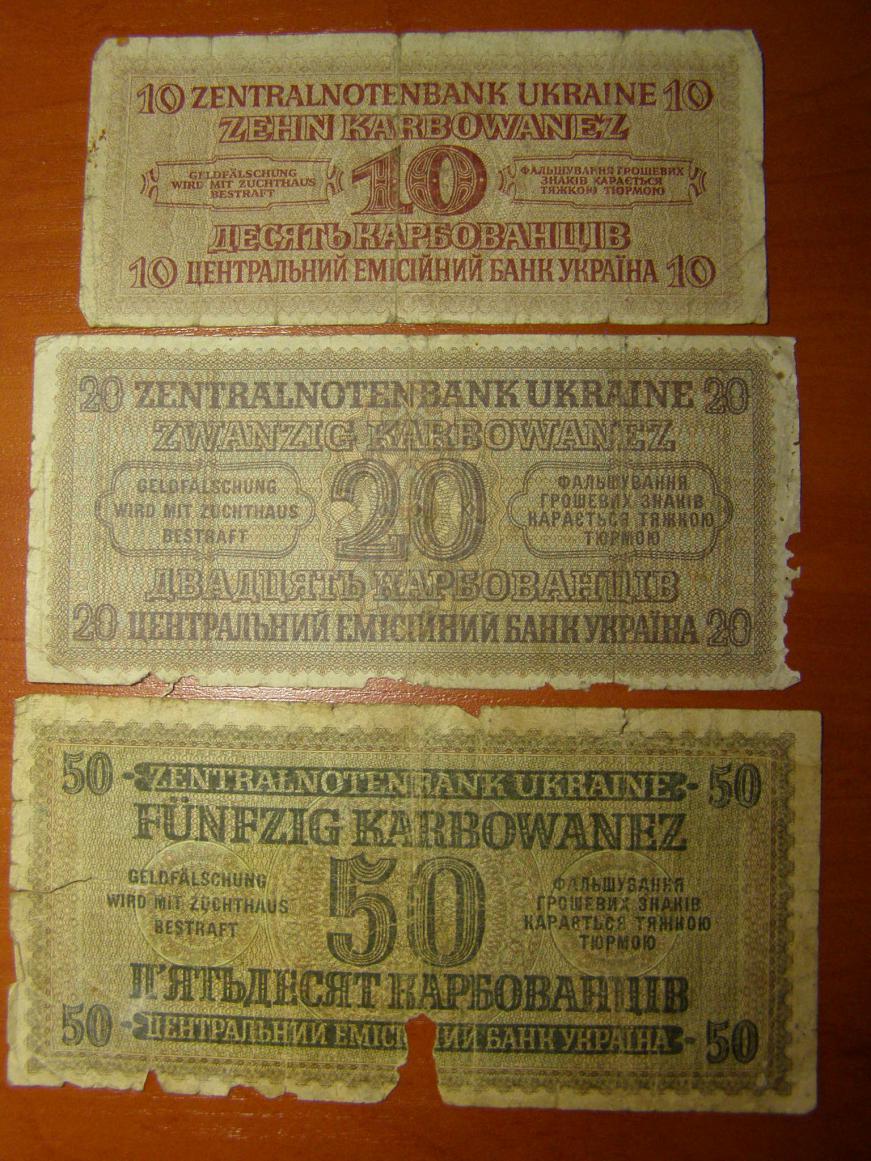 10 ZENTRALNOTENBANK UKRAINE 10
ZEHN KARBOWANEZ
GELDFÄLSCHUNG
WIRD MIT ZUCHTHAUS
BESTRAFT
10
ФАЛЬШУВАННЯ ГРОШЕВИХ
ЗНАКІВ КАРАЄТЬСЯ
ТЯЖКОЮ ТЮРМОЮ
ДЕСЯТЬ КАРБОВАНЦІВ
10 ЦЕНТРАЛЬНИЙ ЕМІСІЙНИЙ БАНК УКРАЇНА 10
20 ZENTRALNOTENBANK UKRAINE 20
ZWANZIG KARBOWANEZ
GELDFÄLSCHUNG
WIRD MIT ZUCHTHAUS
BESTRAFT
20
ФАЛЬШУВАННЯ
ГРОШЕВИХ ЗНАКІВ
КАРАЄТЬСЯ ТЯЖКОЮ
ТЮРМОЮ
ДВАДЦЯТЬ КАРБОВАНЦІВ
20 ЦЕНТРАЛЬНИЙ ЕМІСІЙНИЙ БАНК УКРАЇНА 20
50 ZENTRALNOTENBANK UKRAINE 50
FÜNFZIG KARBOWANEZ
GELDFÄLSCHUNG
WIRD MIT ZUCHTHAUS
BESTRAFT
50
ФАЛЬШУВАННЯ
ГРОШЕВИХ ЗНАКІВ
КАРАЄТЬСЯ ТЯЖКОЮ
ТЮРМОЮ
П'ЯТЬДЕСЯТ КАРБОВАНЦІВ
50 ЦЕНТРАЛЬНИЙ ЕМІСІЙНИЙ БАНК УКРАЇНА 50